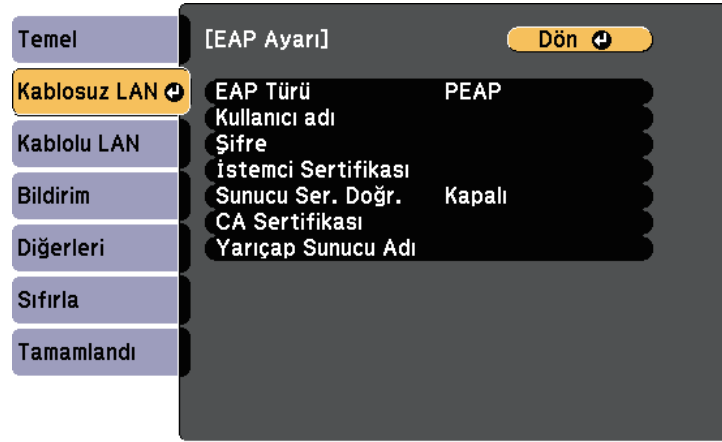 Temel
Kablosuz LAN
Kablolu LAN
Bildirim
Diğerleri
Sıfırla
Tamamlandı
[EAP Ayarı]
Dön
EAP Türü PEAP
Kullanıcı adı
Şifre
İstemci Sertifikası
Sunucu Ser. Doğr. Kapalı
CA Sertifikası
Yarıçap Sunucu Adı